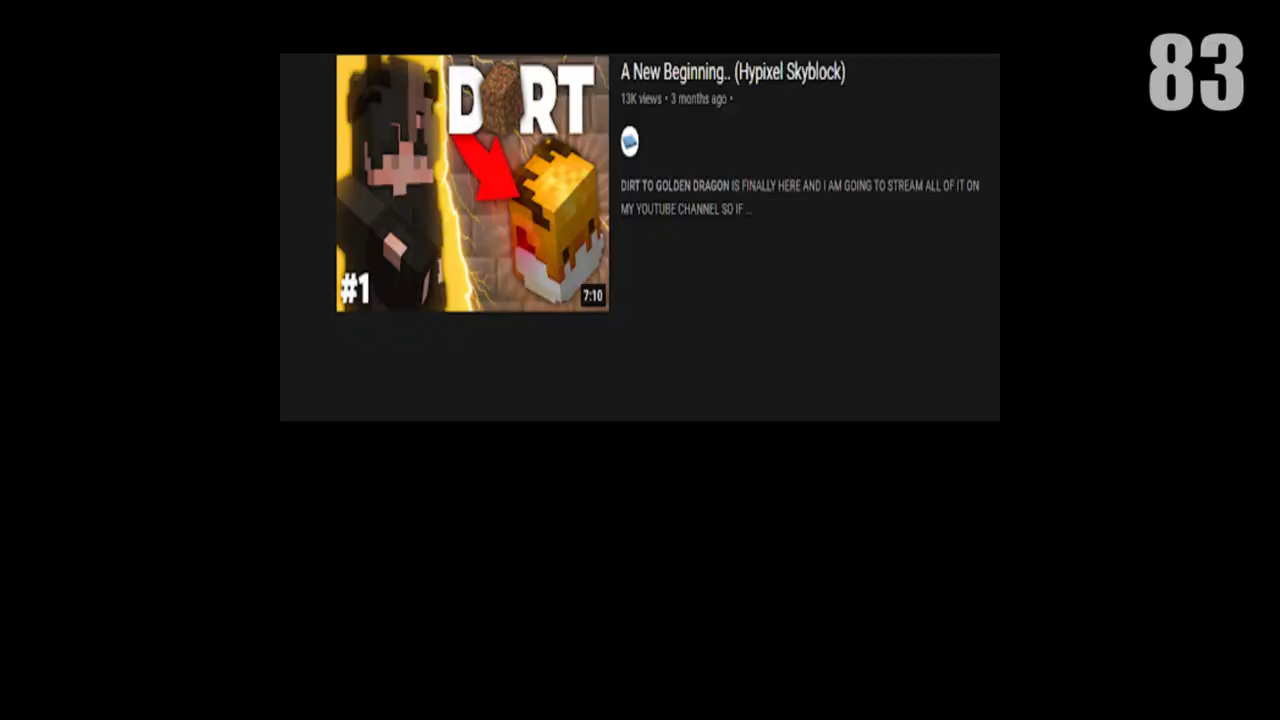 83
A New Beginning.. (Hypixel Skyblock)
13K views • 3 months ago •
DIRT TO GOLDEN DRAGON IS FINALLY HERE AND I AM GOING TO STREAM ALL OF IT ON
MY YOUTUBE CHANNEL SO IF ...
DIRT
#1
7:10